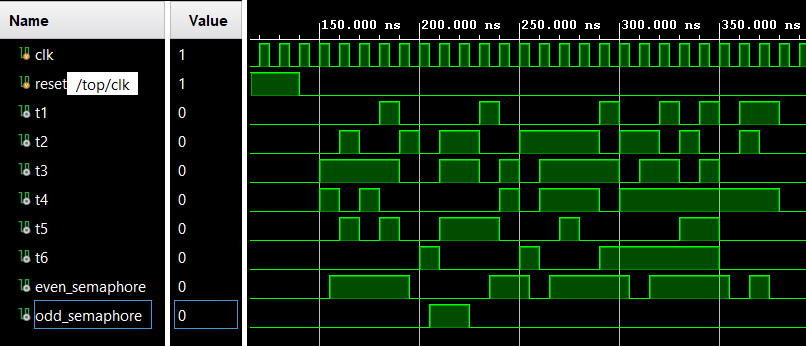 Name Value
150.000 ns 200.000 ns 250.000 ns 300.000 ns 350.000 ns
clk 1
reset /top/clk 1
t1 0
t2 0
t3 0
t4 0
t5 0
t6 0
even_semaphore 0
odd_semaphore 0